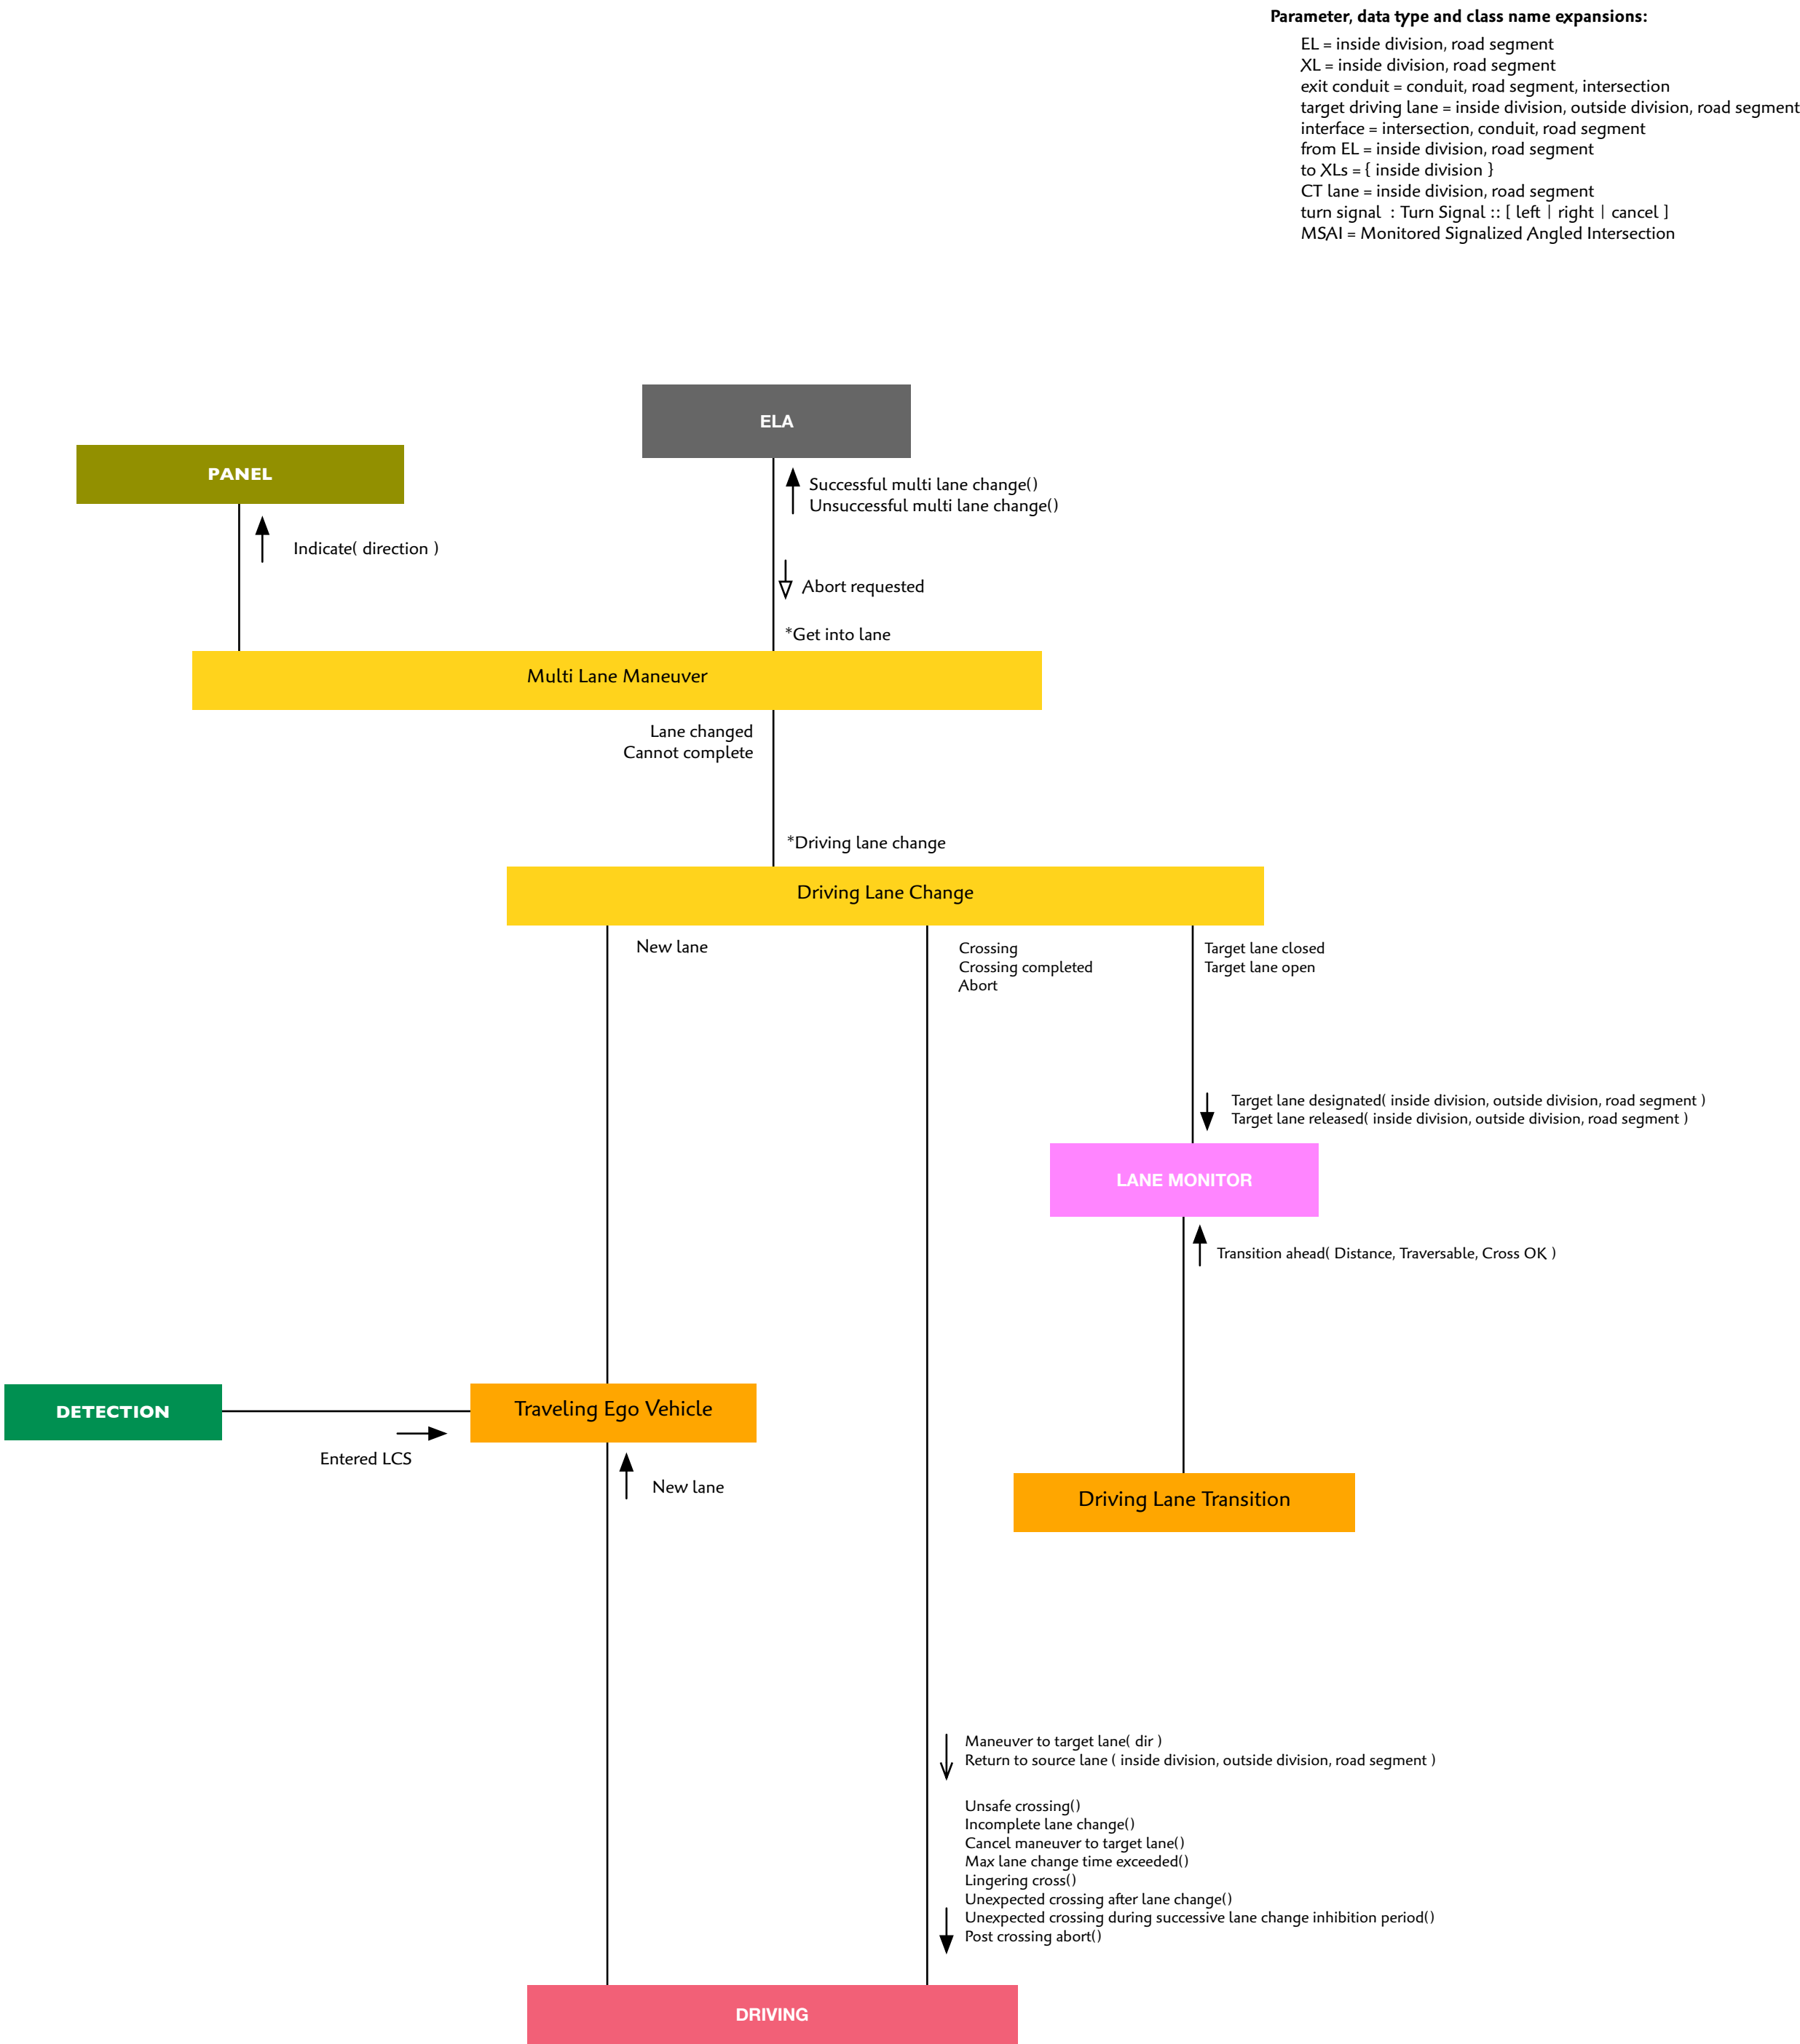 Parameter, data type and class name expansions:
EL = inside division, road segment
XL = inside division, road segment
exit conduit = conduit, road segment, intersection
target driving lane = inside division, outside division, road segment
interface = intersection, conduit, road segment
from EL = inside division, road segment
to XLs = { inside division }
CT lane = inside division, road segment
turn signal : Turn Signal :: [ left | right | cancel ]
MSAI = Monitored Signalized Angled Intersection
ELA
PANEL
Successful multi lane change()
Unsuccessful multi lane change()
Indicate( direction )
Abort requested
*Get into lane
Multi Lane Maneuver
Lane changed
Cannot complete
*Driving lane change
Driving Lane Change
New lane
Crossing
Crossing completed
Abort
Target lane closed
Target lane open
Target lane designated( inside division, outside division, road segment )
Target lane released( inside division, outside division, road segment )
LANE MONITOR
Transition ahead( Distance, Traversable, Cross OK )
DETECTION
Traveling Ego Vehicle
Entered LCS
New lane
Driving Lane Transition
Maneuver to target lane( dir )
Return to source lane ( inside division, outside division, road segment )
Unsafe crossing()
Incomplete lane change()
Cancel maneuver to target lane()
Max lane change time exceeded()
Lingering cross()
Unexpected crossing after lane change()
Unexpected crossing during successive lane change inhibition period()
Post crossing abort()
DRIVING